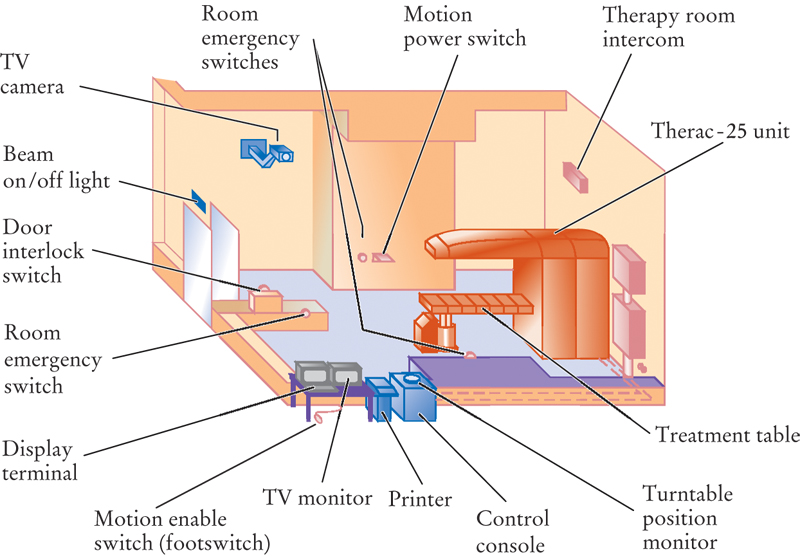 Room
emergency
switches
Motion
power switch
Therapy room
intercom
TV
camera
Therac-25 unit
Beam
on/off light
Door
interlock
switch
Room
emergency
switch
Display
terminal
Motion enable
switch (footswitch)
TV monitor
Printer
Control
console
Turntable
position
monitor
Treatment table